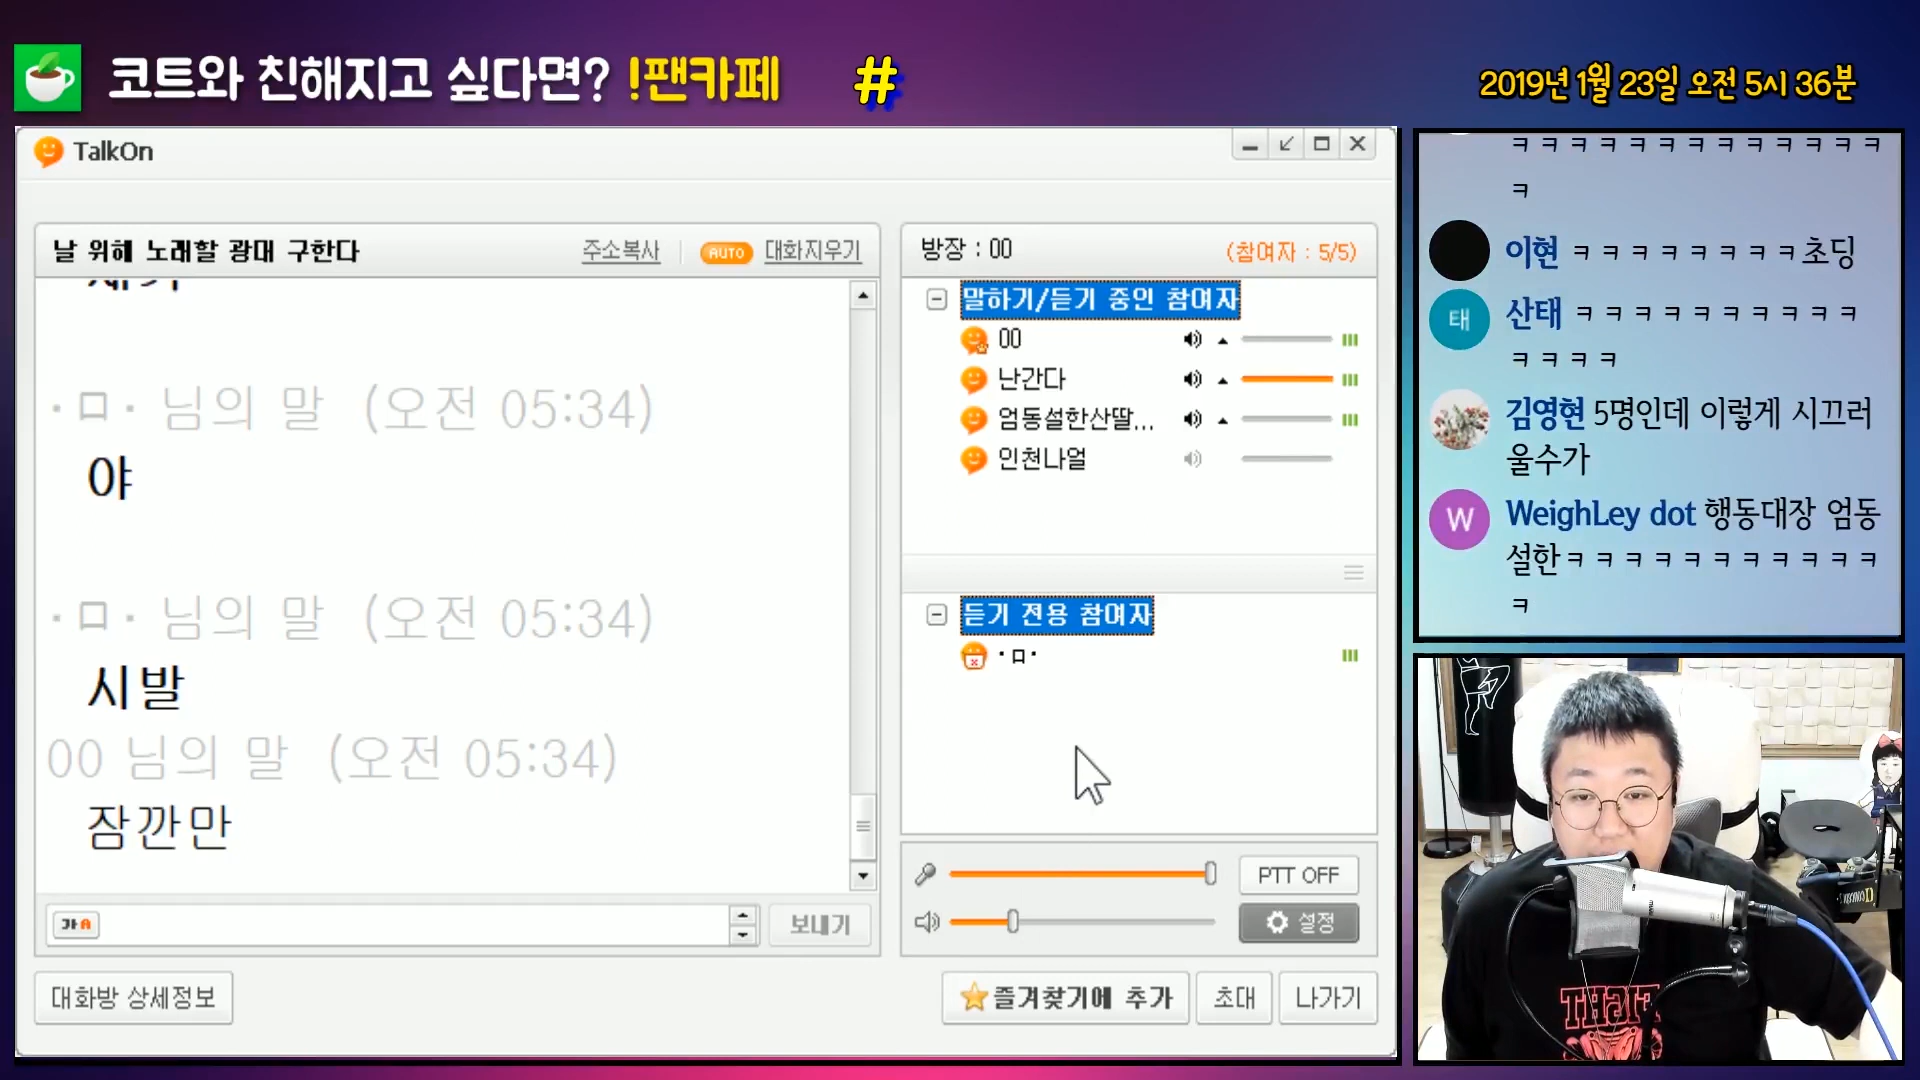 코트와 친해지고 싶다면? !팬카페 #
2019년 1월 23일 오전 5시 36분
TalkOn
날 위해 노래할 광대 구한다
주소복사
AUTO 대화지우기
·ㅁ· 님의 말 (오전 05:34)
야
·ㅁ· 님의 말 (오전 05:34)
시발
00 님의 말 (오전 05:34)
잠깐만
가A
보내기
대화방 상세정보
방장 : 00
(참여자 : 5/5)
말하기/듣기 중인 참여자
00
난간다
엄동설한산딸...
인천나얼
듣기 전용 참여자
·ㅁ·
PTT OFF
설정
즐겨찾기에 추가
초대
나가기
ㅋㅋㅋㅋㅋㅋㅋㅋㅋㅋㅋㅋㅋ
ㅋ
이현 ㅋㅋㅋㅋㅋㅋㅋㅋ초딩
태
산태 ㅋㅋㅋㅋㅋㅋㅋㅋㅋㅋ
ㅋㅋㅋㅋ
김영현 5명인데 이렇게 시끄러
울수가
W
WeighLey dot 행동대장 엄동
설한ㅋㅋㅋㅋㅋㅋㅋㅋㅋㅋㅋ
ㅋ